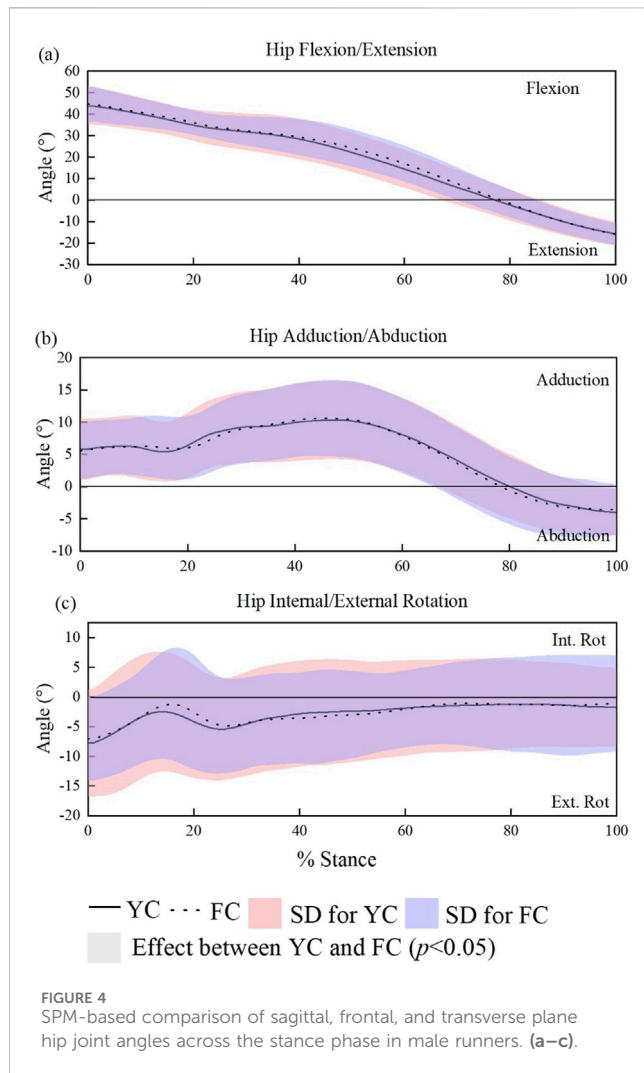 (a)
Hip Flexion/Extension
60
50
40
30
20
10
0
-10
-20
-30
Angle (°)
Flexion
Extension
0 20 40 60 80 100
(b)
Hip Adduction/Abduction
20
15
10
5
0
-5
-10
Angle (°)
Adduction
Abduction
0 20 40 60 80 100
(c)
Hip Internal/External Rotation
10
5
0
-5
-10
-15
-20
Angle (°)
Int. Rot
Ext. Rot
0 20 40 60 80 100
% Stance
YC FC SD for YC SD for FC
Effect between YC and FC (p<0.05)
FIGURE 4
SPM-based comparison of sagittal, frontal, and transverse plane
hip joint angles across the stance phase in male runners. (a–c).